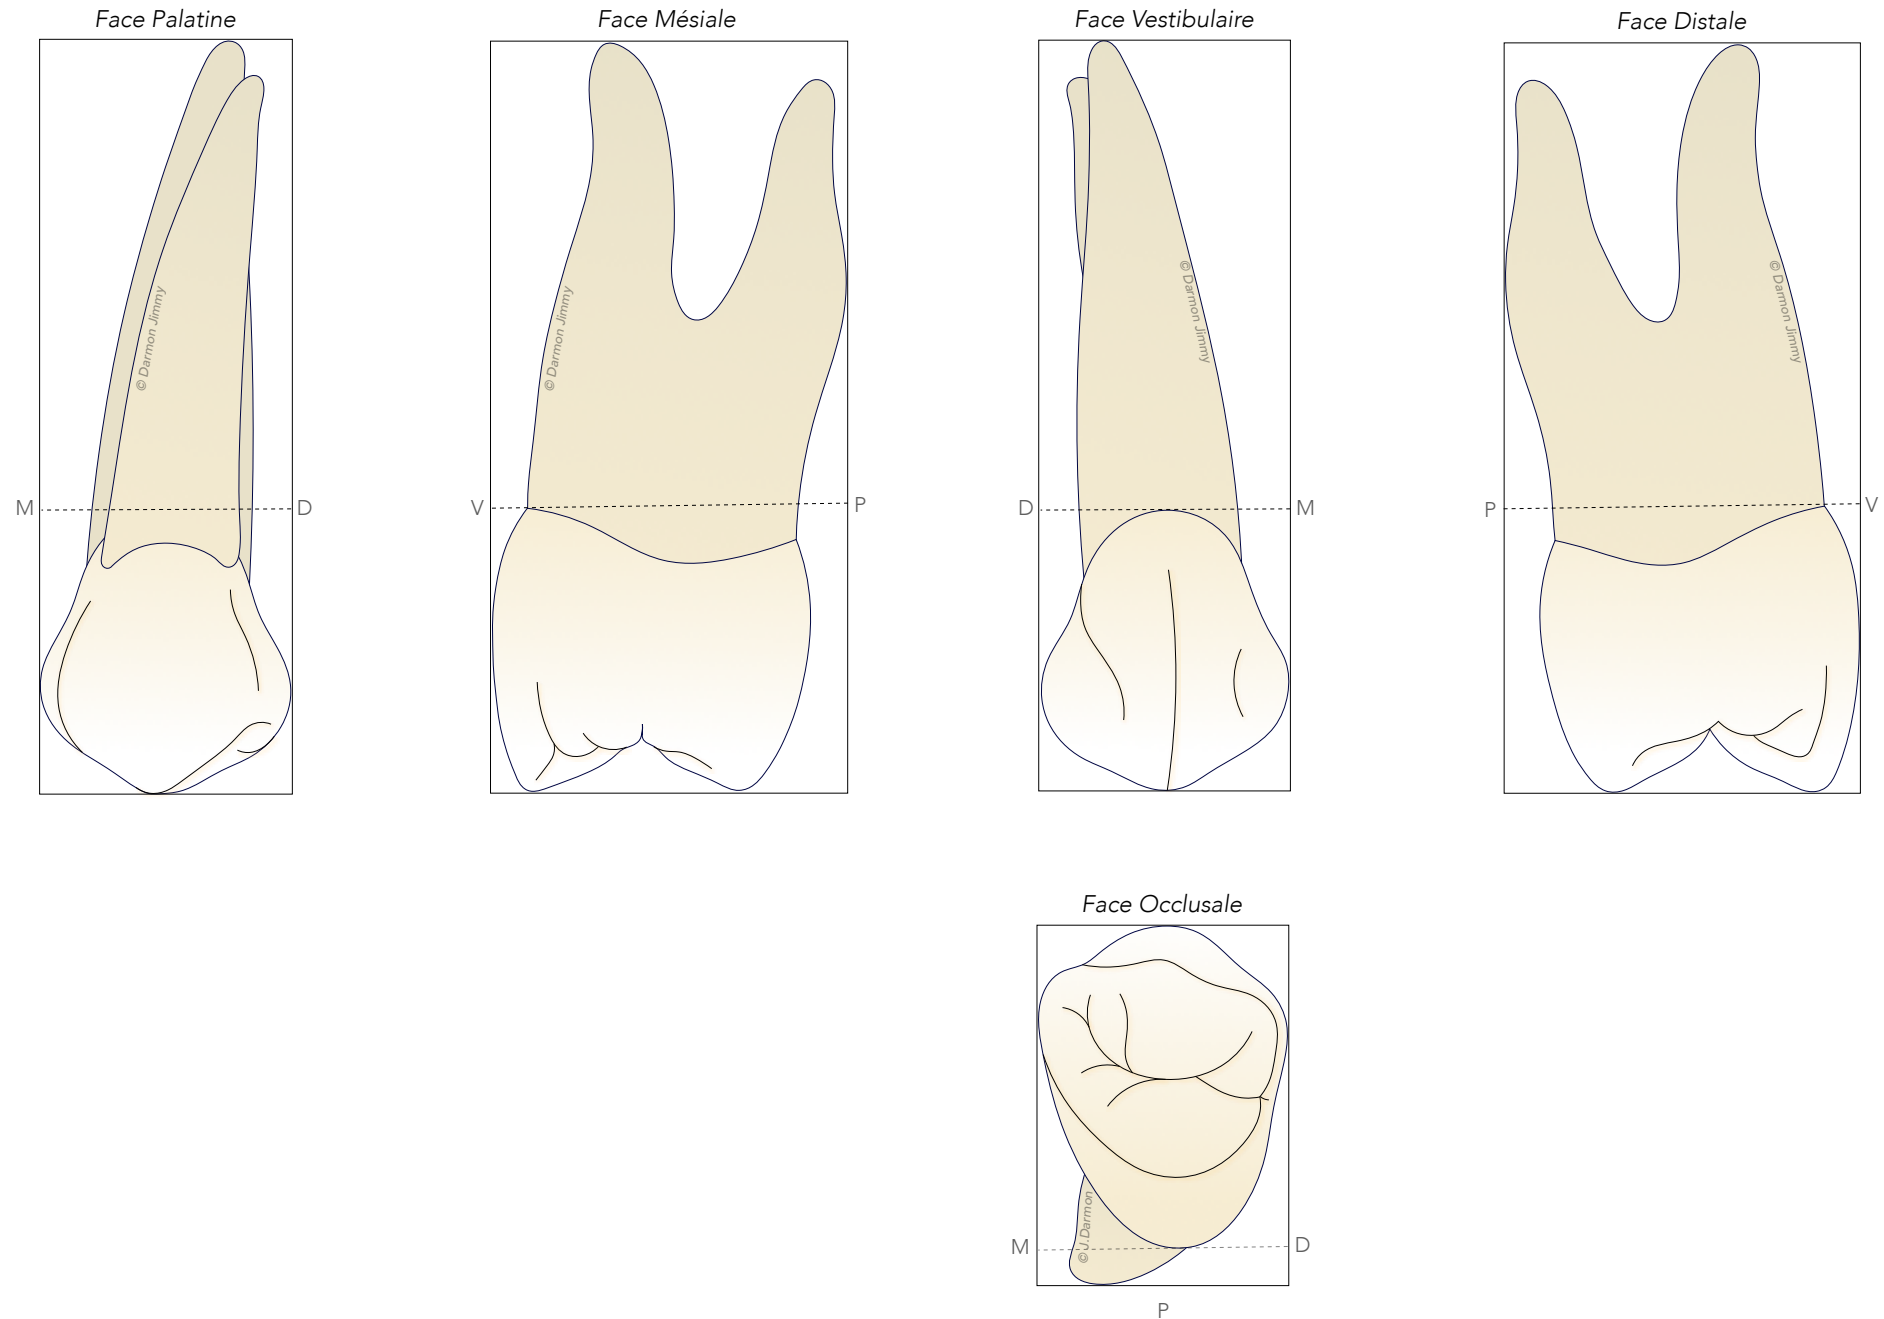 Face Palatine
Face Mésiale
Face Vestibulaire
Face Distale
© Darmon Jimmy
© Darmon Jimmy
© Darmon Jimmy
© Darmon Jimmy
M
D
V
P
D
M
P
V
Face Occlusale
© J.Darmon
M
D
P